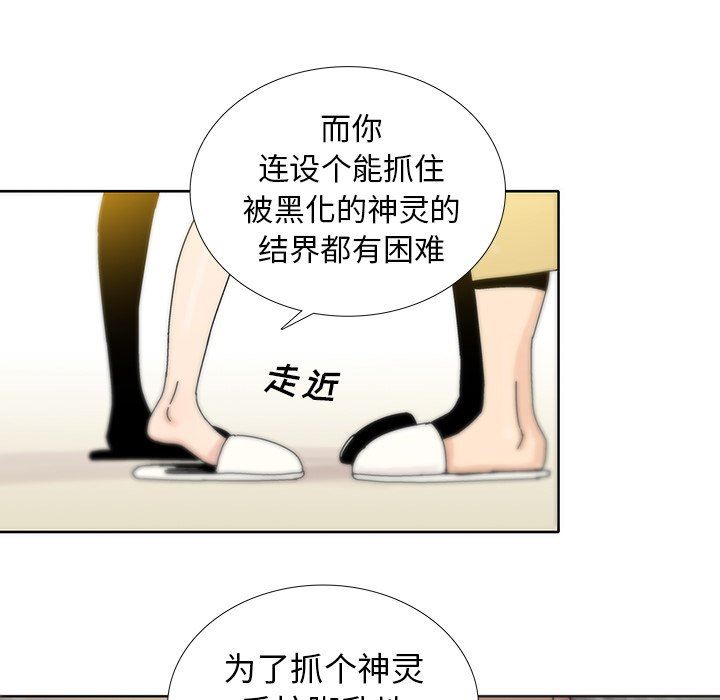 而你
连设个能抓住
被黑化的神灵的
结界都有困难
走近
为了抓个神灵